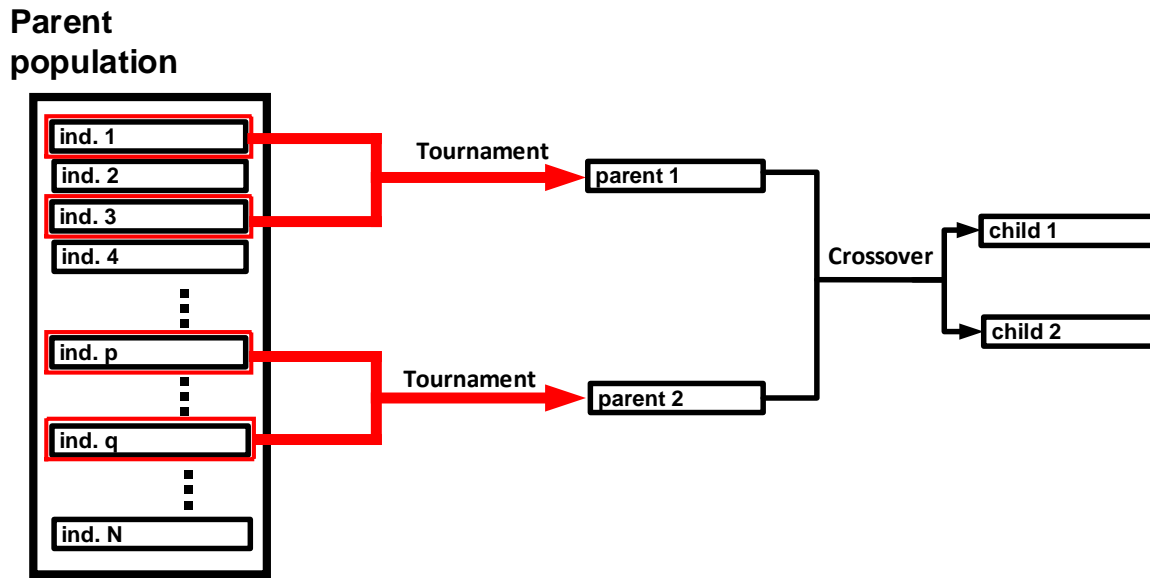 Parent
population
ind. 1
ind. 2
ind. 3
ind. 4
ind. p
ind. q
ind. N
Tournament
Tournament
parent 1
parent 2
Crossover
child 1
child 2